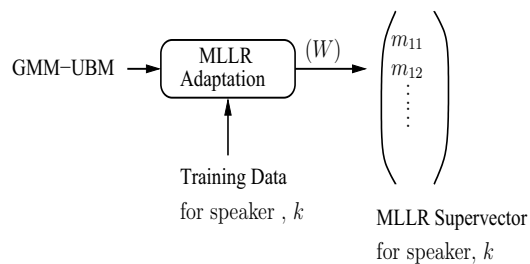 GMM–UBM
MLLR
Adaptation
(W)
m11
m12
Training Data
for speaker , k
MLLR Supervector
for speaker, k